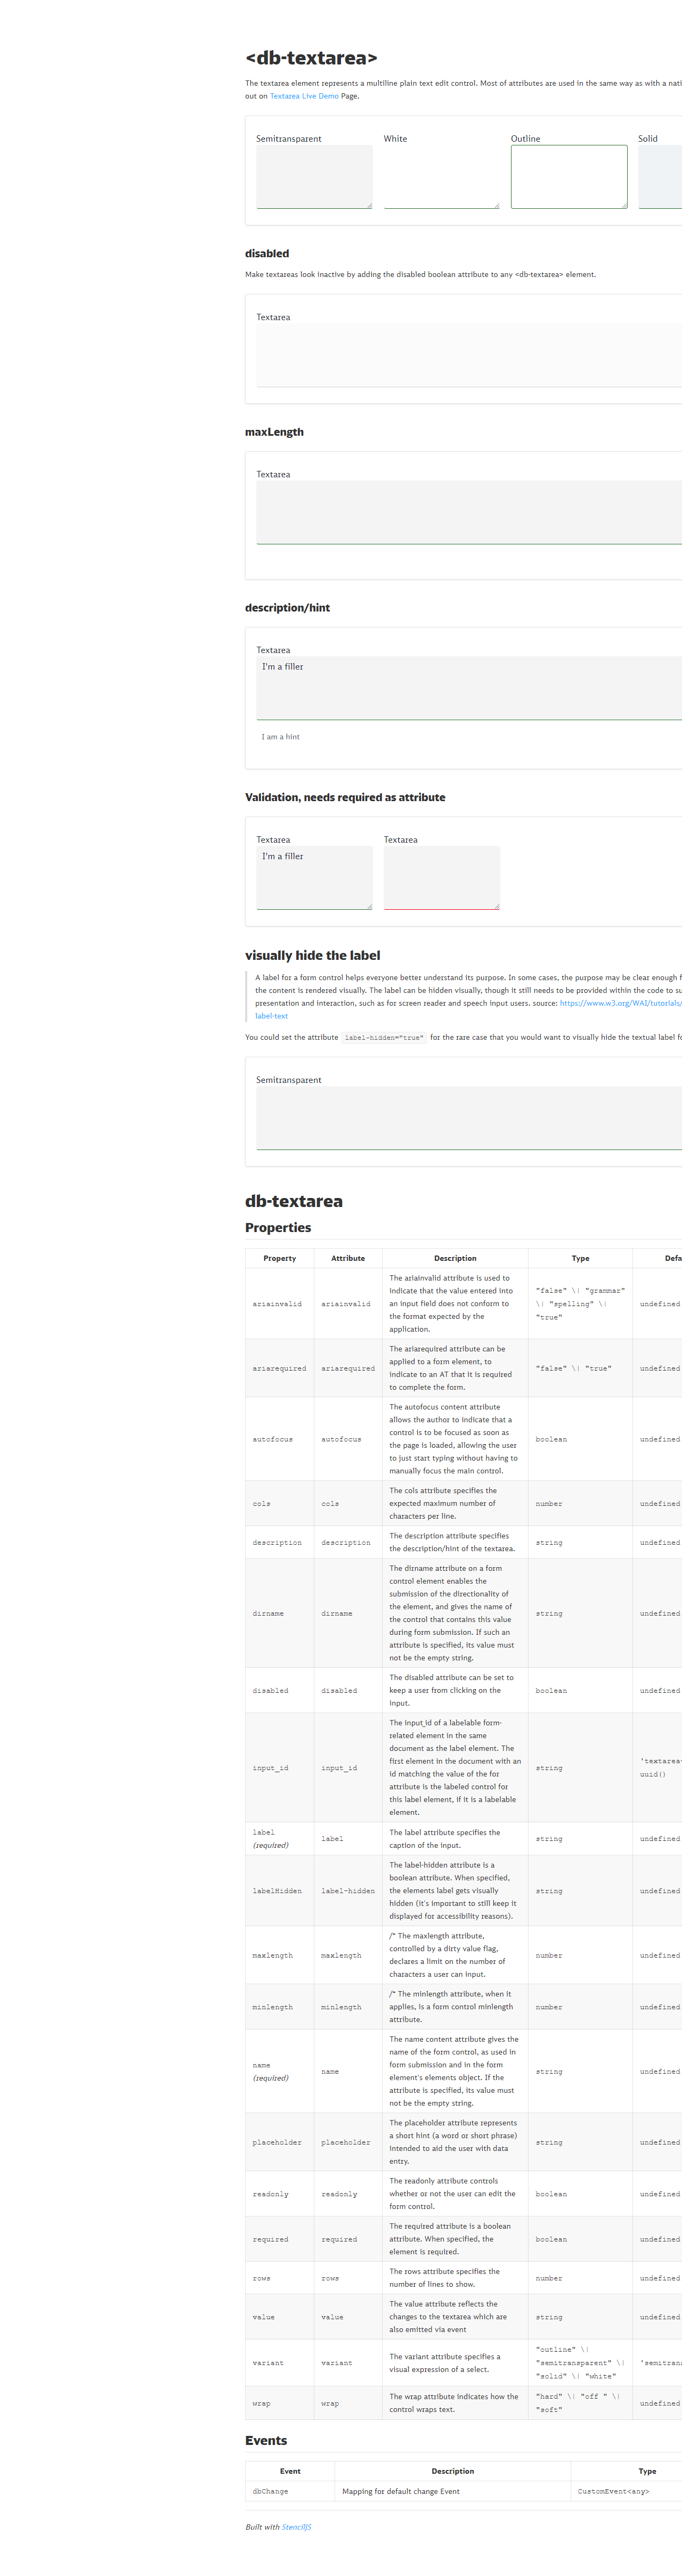 <db-textarea>
The textarea element represents a multiline plain text edit control. Most of attributes are used in the same way as with a nati
out on Textarea Live Demo Page.
Semitransparent White Outline Solid
disabled
Make textareas look inactive by adding the disabled boolean attribute to any <db-textarea> element.
Textarea
maxLength
Textarea
description/hint
Textarea
I'm a filler
I am a hint
Validation, needs required as attribute
Textarea Textarea
I'm a filler
visually hide the label
A label for a form control helps everyone better understand its purpose. In some cases, the purpose may be clear enough f
the content is rendered visually. The label can be hidden visually, though it still needs to be provided within the code to su
presentation and interaction, such as for screen reader and speech input users. source: https://www.w3.org/WAI/tutorials/
label-text
You could set the attribute label-hidden="true" for the rare case that you would want to visually hide the textual label fo
Semitransparent
db-textarea
Properties
Property Attribute Description Type Defa
The ariainvalid attribute is used to
indicate that the value entered into
an input field does not conform to
the format expected by the
application.
ariainvalid ariainvalid "false" \| "grammar"
\| "spelling" \|
"true"
undefined
The ariarequired attribute can be
applied to a form element, to
indicate to an AT that it is required
to complete the form.
ariarequired ariarequired "false" \| "true" undefined
The autofocus content attribute
allows the author to indicate that a
control is to be focused as soon as
the page is loaded, allowing the user
to just start typing without having to
manually focus the main control.
autofocus autofocus boolean undefined
The cols attribute specifies the
expected maximum number of
characters per line.
cols cols number undefined
The description attribute specifies
the description/hint of the textarea.
description description string undefined
The dirname attribute on a form
control element enables the
submission of the directionality of
the element, and gives the name of
the control that contains this value
during form submission. If such an
attribute is specified, its value must
not be the empty string.
dirname dirname string undefined
The disabled attribute can be set to
keep a user from clicking on the
input.
disabled disabled boolean undefined
The input_id of a labelable form-
related element in the same
document as the label element. The
first element in the document with an
id matching the value of the for
attribute is the labeled control for
this label element, if it is a labelable
element.
input_id input_id string 'textarea-
uuid()
label
(required)
label The label attribute specifies the
caption of the input.
string undefined
The label-hidden attribute is a
boolean attribute. When specified,
the elements label gets visually
hidden (it's important to still keep it
displayed for accessibility reasons).
labelHidden label-hidden string undefined
/* The maxlength attribute,
controlled by a dirty value flag,
declares a limit on the number of
characters a user can input.
maxlength maxlength number undefined
/* The minlength attribute, when it
applies, is a form control minlength
attribute.
minlength minlength number undefined
The name content attribute gives the
name of the form control, as used in
form submission and in the form
element's elements object. If the
attribute is specified, its value must
not be the empty string.
name
(required)
name string undefined
The placeholder attribute represents
a short hint (a word or short phrase)
intended to aid the user with data
entry.
placeholder placeholder string undefined
The readonly attribute controls
whether or not the user can edit the
form control.
readonly readonly boolean undefined
The required attribute is a boolean
attribute. When specified, the
element is required.
required required boolean undefined
The rows attribute specifies the
number of lines to show.
rows rows number undefined
The value attribute reflects the
changes to the textarea which are
also emitted via event
value value string undefined
The variant attribute specifies a
visual expression of a select.
variant variant "outline" \|
"semitransparent" \|
"solid" \| "white"
'semitrans
The wrap attribute indicates how the
control wraps text.
wrap wrap "hard" \| "off " \|
"soft"
undefined
Events
Event Description Type
dbChange Mapping for default change Event CustomEvent<any>
Built with StencilJS